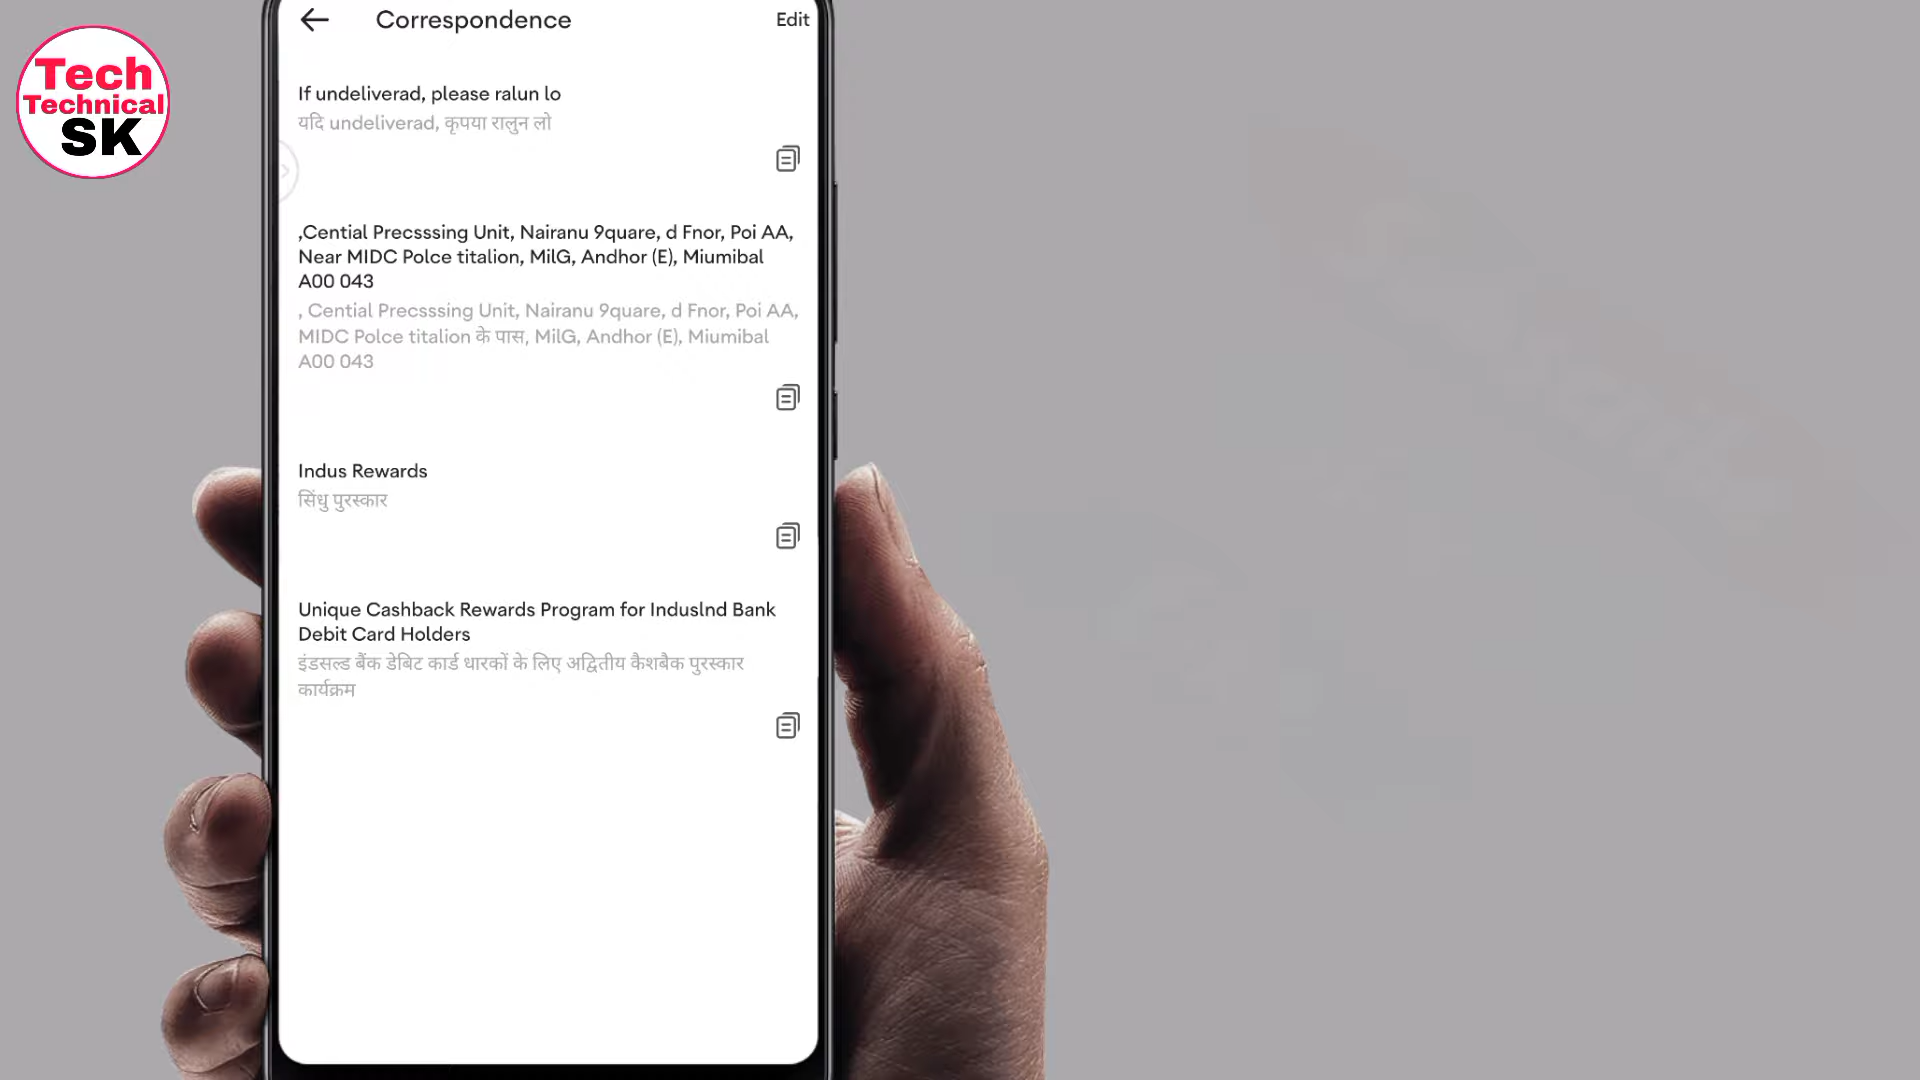 Tech
Technical
SK
Correspondence
Edit
If undeliverad, please ralun lo
यदि undeliverad, कृपया रालुन लो
,Cential Precsssing Unit, Nairanu 9quare, d Fnor, Poi AA,
Near MIDC Polce titalion, MilG, Andhor (E), Miumibal
A00 043
, Cential Precsssing Unit, Nairanu 9quare, d Fnor, Poi AA,
MIDC Polce titalion के पास, MilG, Andhor (E), Miumibal
A00 043
Indus Rewards
सिंधु पुरस्कार
Unique Cashback Rewards Program for Induslnd Bank
Debit Card Holders
इंडसल्ड बैंक डेबिट कार्ड धारकों के लिए अद्वितीय कैशबैक पुरस्कार
कार्यक्रम